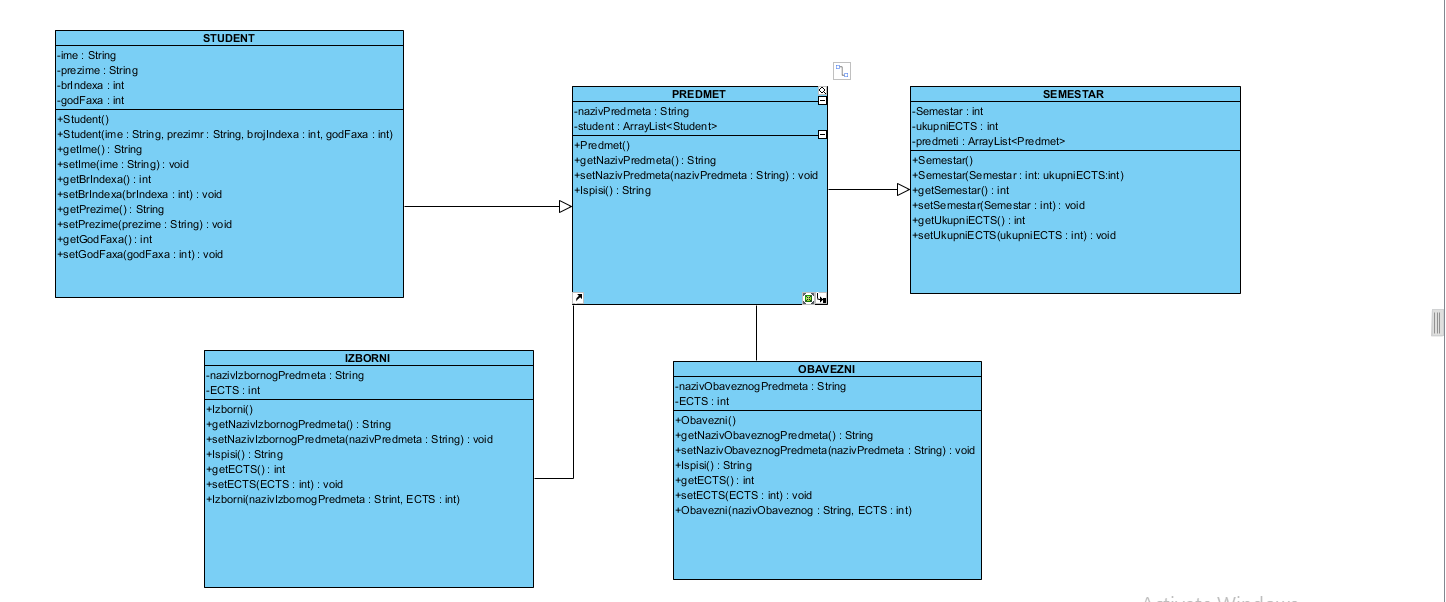 STUDENT
-ime : String
-prezime : String
-brIndexa : int
-godFaxa : int
+Student()
+Student(ime : String, prezimr : String, brojIndexa : int, godFaxa : int)
+getIme() : String
+setIme(ime : String) : void
+getBrIndexa() : int
+setBrIndexa(brIndexa : int) : void
+getPrezime() : String
+setPrezime(prezime : String) : void
+getGodFaxa() : int
+setGodFaxa(godFaxa : int) : void
PREDMET
-nazivPredmeta : String
-student : ArrayList<Student>
+Predmet()
+getNazivPredmeta() : String
+setNazivPredmeta(nazivPredmeta : String) : void
+Ispisi() : String
SEMESTAR
-Semestar : int
-ukupniECTS : int
-predmeti : ArrayList<Predmet>
+Semestar()
+Semestar(Semestar : int: ukupniECTS:int)
+getSemestar() : int
+setSemestar(Semestar : int) : void
+getUkupniECTS() : int
+setUkupniECTS(ukupniECTS : int) : void
IZBORNI
-nazivIzbornogPredmeta : String
-ECTS : int
+Izborni()
+getNazivIzbornogPredmeta() : String
+setNazivIzbornogPredmeta(nazivPredmeta : String) : void
+Ispisi() : String
+getECTS() : int
+setECTS(ECTS : int) : void
+Izborni(nazivIzbornogPredmeta : Strint, ECTS : int)
OBAVEZNI
-nazivObaveznogPredmeta : String
-ECTS : int
+Obavezni()
+getNazivObaveznogPredmeta() : String
+setNazivObaveznogPredmeta(nazivPredmeta : String) : void
+Ispisi() : String
+getECTS() : int
+setECTS(ECTS : int) : void
+Obavezni(nazivObaveznog : String, ECTS : int)
Activate Windows